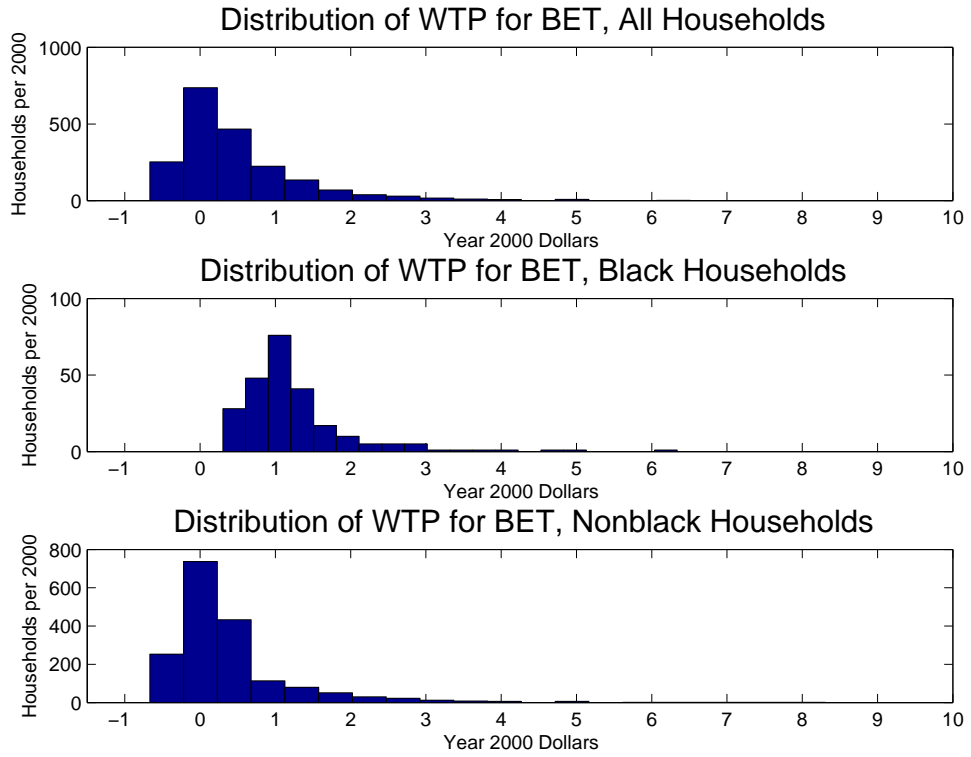 Distribution of WTP for BET, All Households
Households per 2000
1000
500
0
−1 0 1 2 3 4 5 6 7 8 9 10
Year 2000 Dollars
Distribution of WTP for BET, Black Households
Households per 2000
100
50
0
−1 0 1 2 3 4 5 6 7 8 9 10
Year 2000 Dollars
Distribution of WTP for BET, Nonblack Households
Households per 2000
800
600
400
200
0
−1 0 1 2 3 4 5 6 7 8 9 10
Year 2000 Dollars